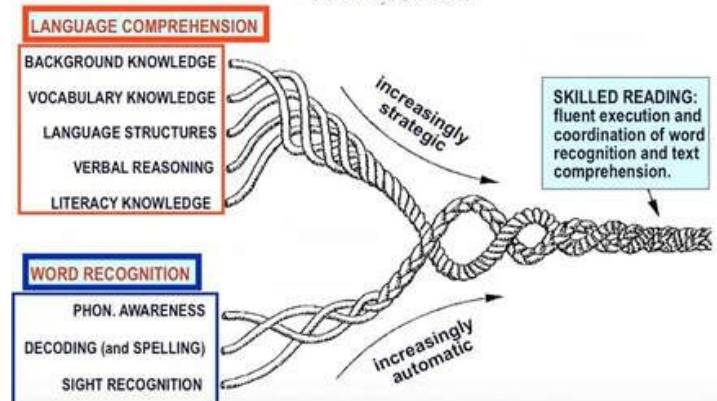 LANGUAGE COMPREHENSION
BACKGROUND KNOWLEDGE
VOCABULARY KNOWLEDGE
LANGUAGE STRUCTURES
VERBAL REASONING
LITERACY KNOWLEDGE
increasingly
strategic
SKILLED READING:
fluent execution and
coordination of word
recognition and text
comprehension.
WORD RECOGNITION
PHON. AWARENESS
DECODING (and SPELLING)
SIGHT RECOGNITION
increasingly
automatic